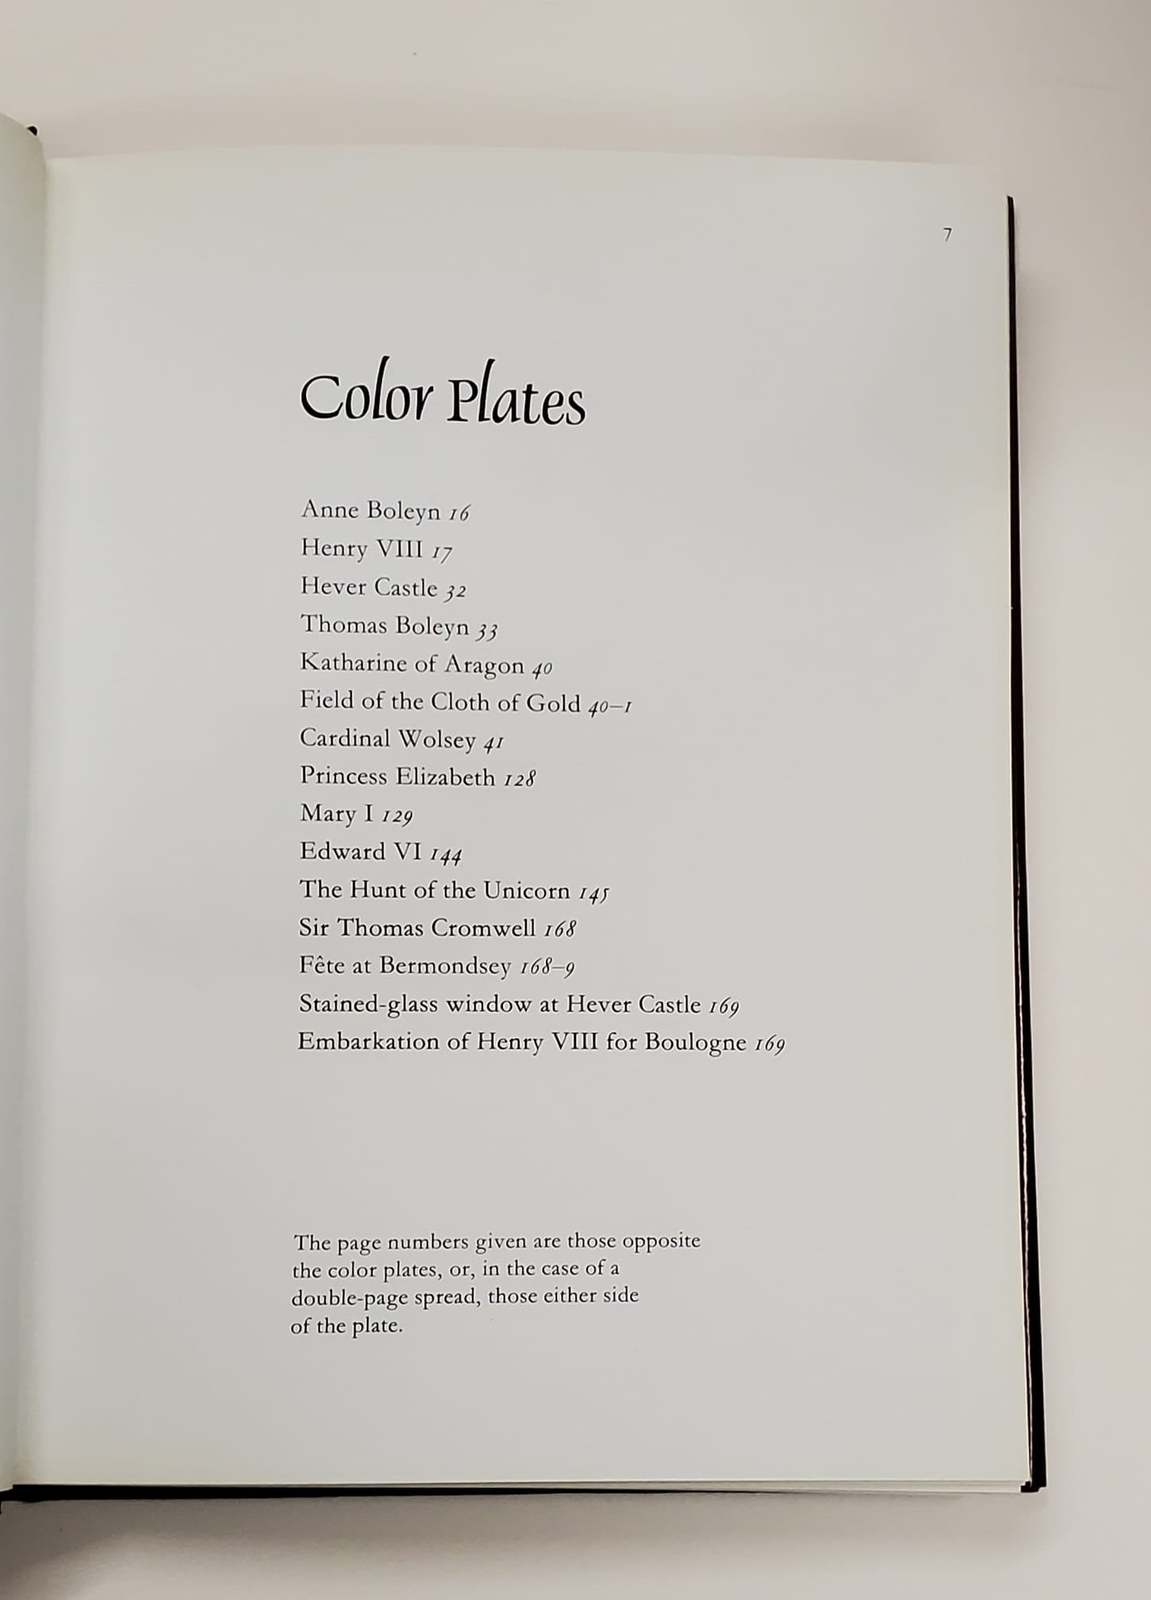 7
Color Plates
Anne Boleyn 16
Henry VIII 17
Hever Castle 32
Thomas Boleyn 33
Katharine of Aragon 40
Field of the Cloth of Gold 40–1
Cardinal Wolsey 41
Princess Elizabeth 128
Mary I 129
Edward VI 144
The Hunt of the Unicorn 145
Sir Thomas Cromwell 168
Fête at Bermondsey 168–9
Stained-glass window at Hever Castle 169
Embarkation of Henry VIII for Boulogne 169
The page numbers given are those opposite
the color plates, or, in the case of a
double-page spread, those either side
of the plate.